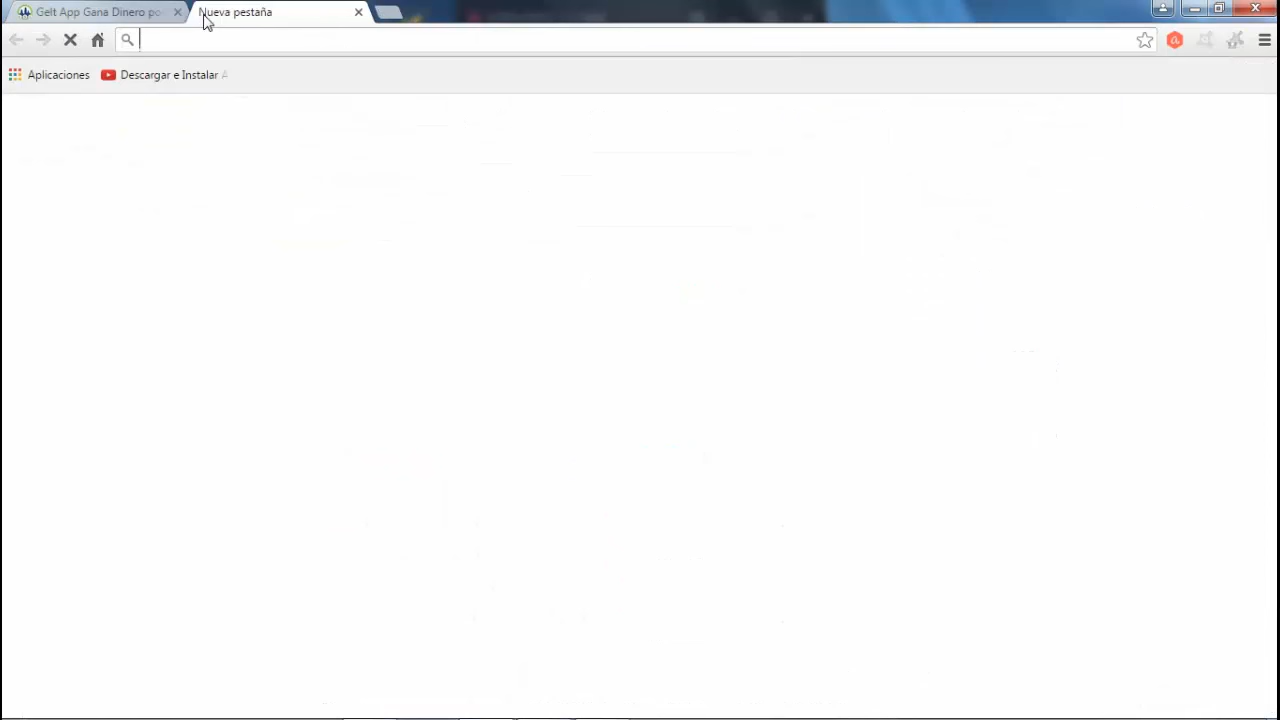 Gelt App Gana Dinero po
Nueva pestaña
Aplicaciones
Descargar e Instalar A